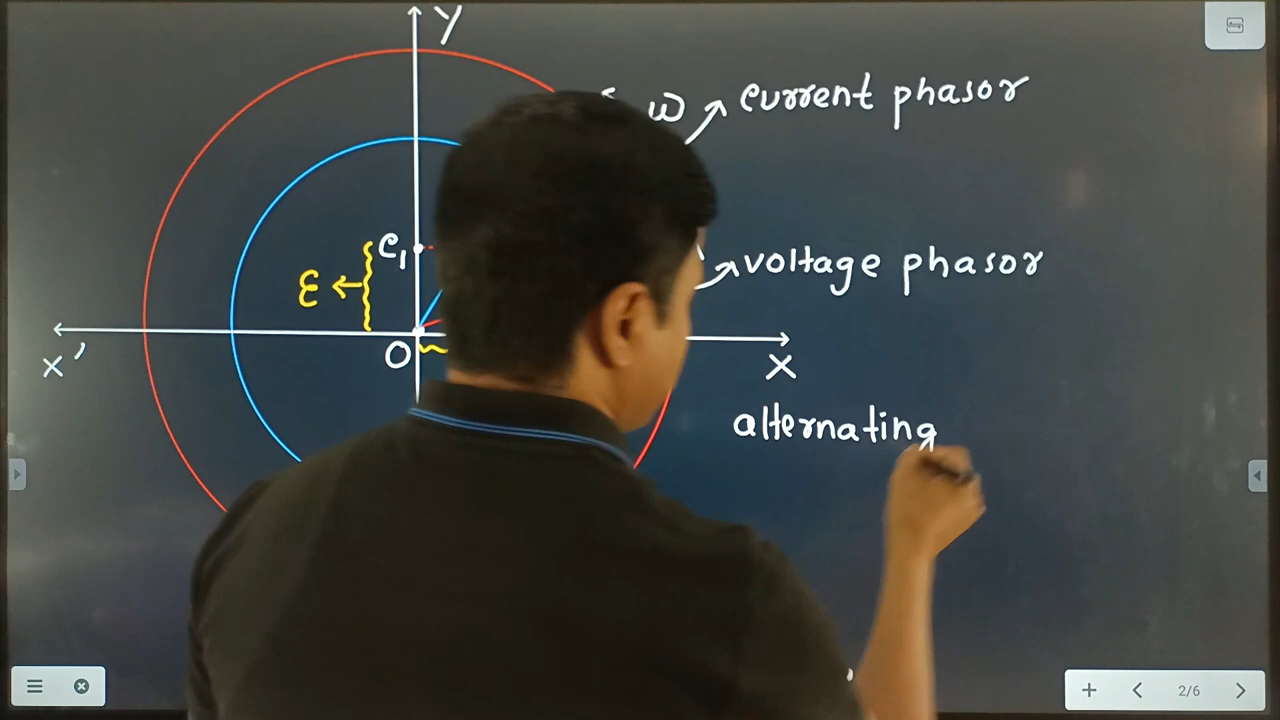 Y
ω current phasor
e₁
voltage phasor
ε
O
X'
X
alternating
2/6